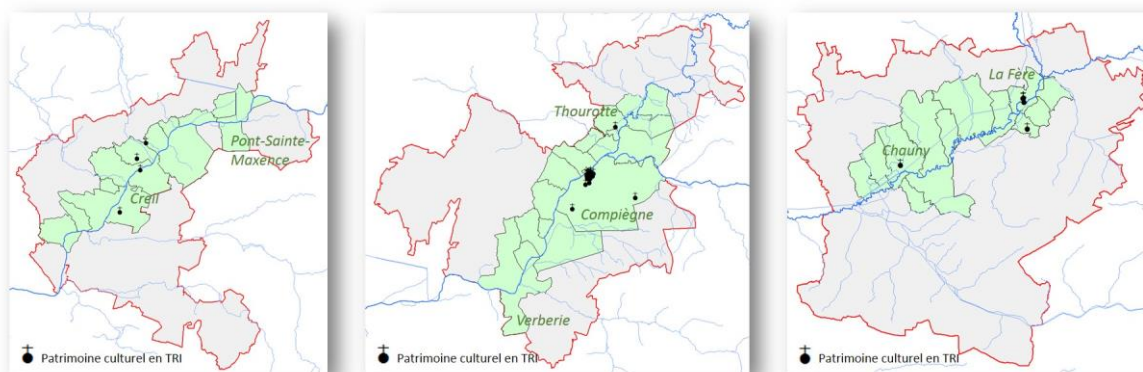 Pont-Sainte-
Maxence
Creil
Patrimoine culturel en TRI
Thourotte
Compiègne
Verberie
Patrimoine culturel en TRI
La Fère
Chauny
Patrimoine culturel en TRI